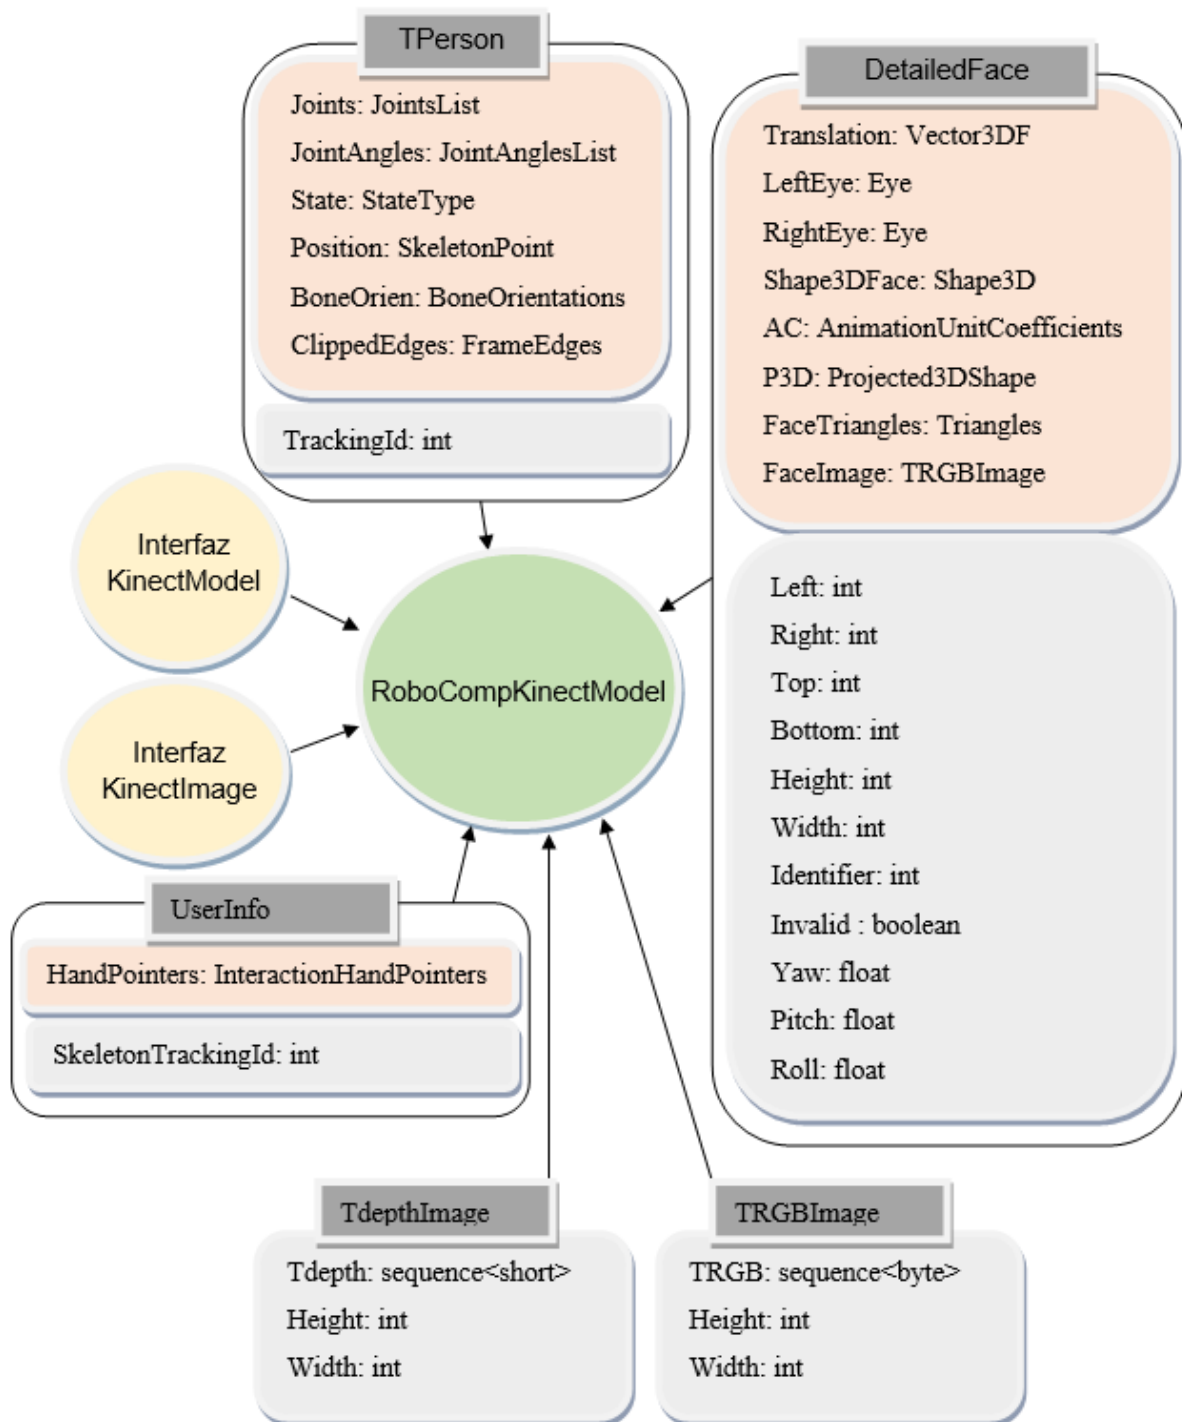 TPerson
Joints: JointsList
JointAngles: JointAnglesList
State: StateType
Position: SkeletonPoint
BoneOrien: BoneOrientations
ClippedEdges: FrameEdges
TrackingId: int
DetailedFace
Translation: Vector3DF
LeftEye: Eye
RightEye: Eye
Shape3DFace: Shape3D
AC: AnimationUnitCoefficients
P3D: Projected3DShape
FaceTriangles: Triangles
FaceImage: TRGBImage
Left: int
Right: int
Top: int
Bottom: int
Height: int
Width: int
Identifier: int
Invalid : boolean
Yaw: float
Pitch: float
Roll: float
Interfaz
KinectModel
RoboCompKinectModel
Interfaz
KinectImage
UserInfo
HandPointers: InteractionHandPointers
SkeletonTrackingId: int
TdepthImage
Tdepth: sequence<short>
Height: int
Width: int
TRGBImage
TRGB: sequence<byte>
Height: int
Width: int